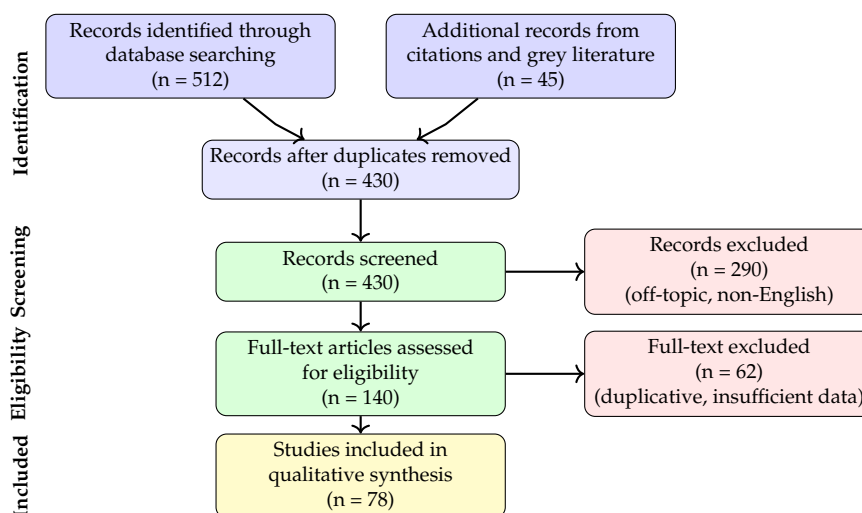 Identification
Records identified through
database searching
(n = 512)
Additional records from
citations and grey literature
(n = 45)
Records after duplicates removed
(n = 430)
Screening
Records screened
(n = 430)
Records excluded
(n = 290)
(off-topic, non-English)
Eligibility
Full-text articles assessed
for eligibility
(n = 140)
Full-text excluded
(n = 62)
(duplicative, insufficient data)
Included
Studies included in
qualitative synthesis
(n = 78)